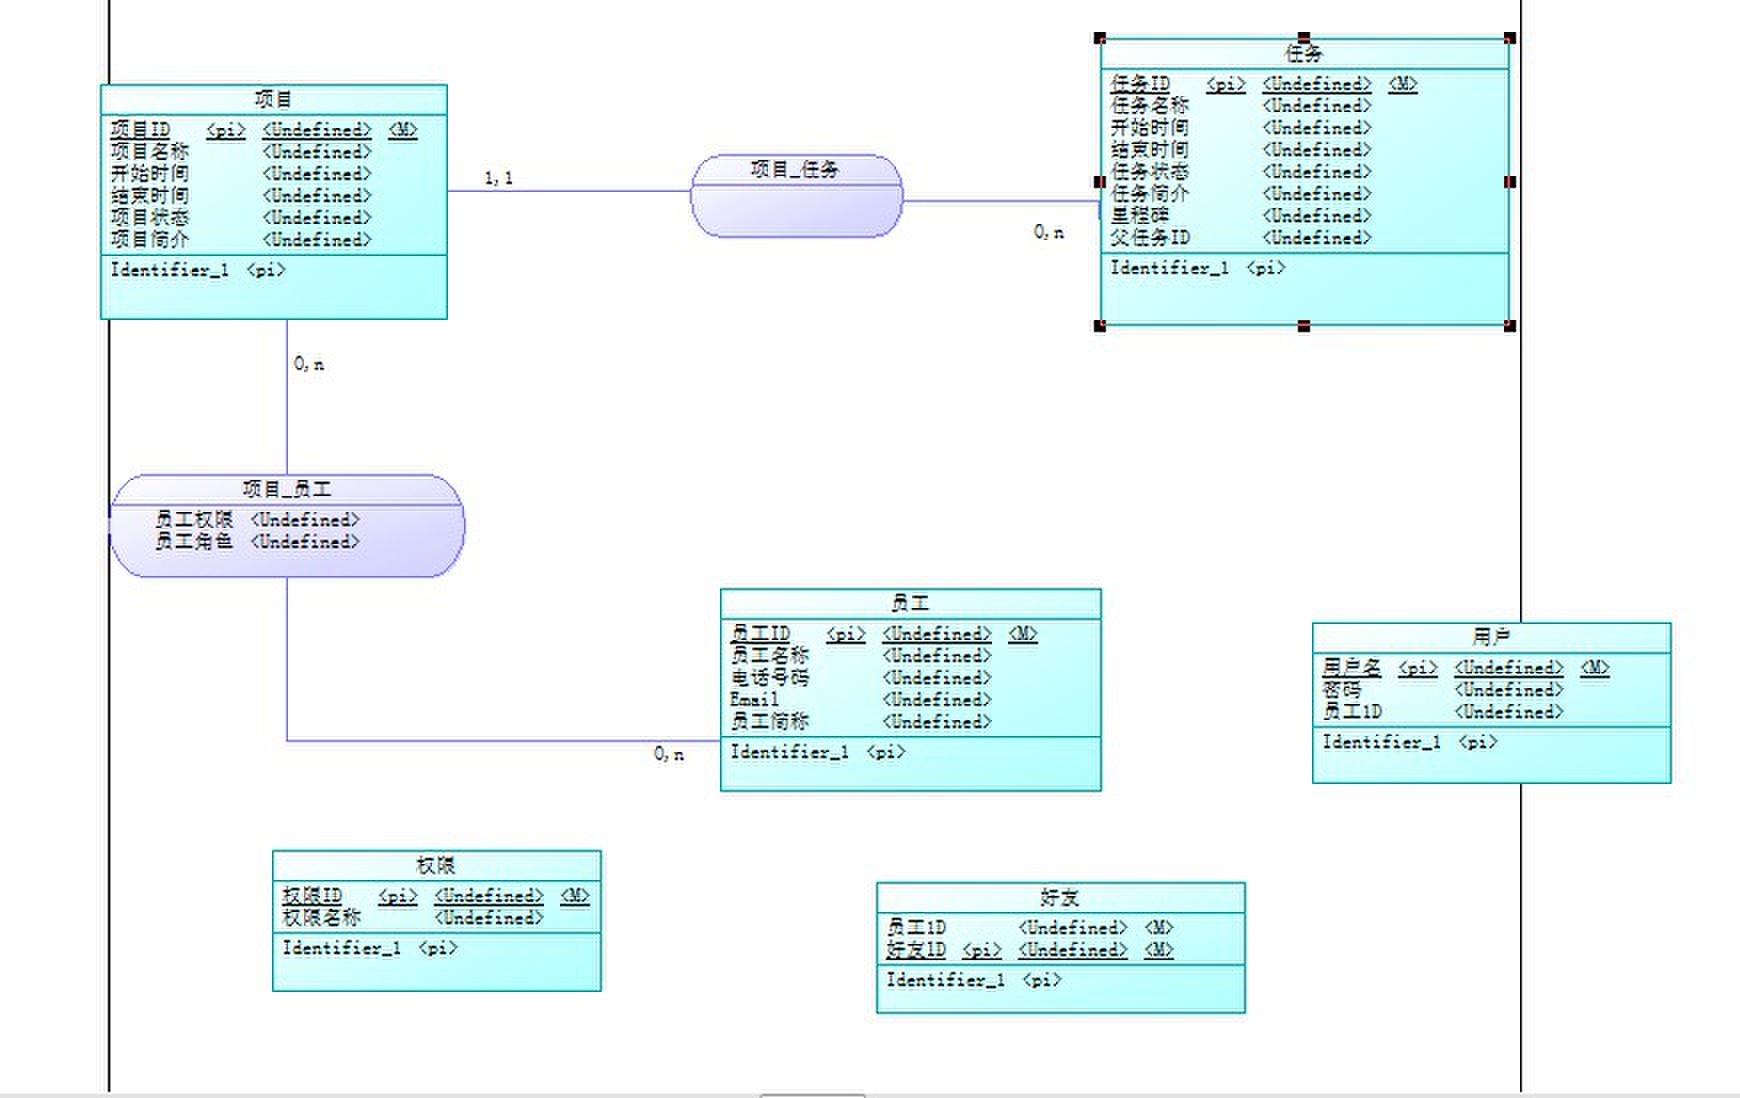 项目
项目ID <pi> <Undefined> <M>
项目名称 <Undefined>
开始时间 <Undefined>
结束时间 <Undefined>
项目状态 <Undefined>
项目简介 <Undefined>
Identifier_1 <pi>
1,1
项目_任务
0,n
任务
任务ID <pi> <Undefined> <M>
任务名称 <Undefined>
开始时间 <Undefined>
结束时间 <Undefined>
任务状态 <Undefined>
任务简介 <Undefined>
里程碑 <Undefined>
父任务ID <Undefined>
Identifier_1 <pi>
0,n
项目_员工
员工权限 <Undefined>
员工角色 <Undefined>
0,n
员工
员工ID <pi> <Undefined> <M>
员工名称 <Undefined>
电话号码 <Undefined>
Email <Undefined>
员工简称 <Undefined>
Identifier_1 <pi>
用户
用户名 <pi> <Undefined> <M>
密码 <Undefined>
员工1D <Undefined>
Identifier_1 <pi>
权限
权限ID <pi> <Undefined> <M>
权限名称 <Undefined>
Identifier_1 <pi>
好友
员工1D <Undefined> <M>
好友1D <pi> <Undefined> <M>
Identifier_1 <pi>